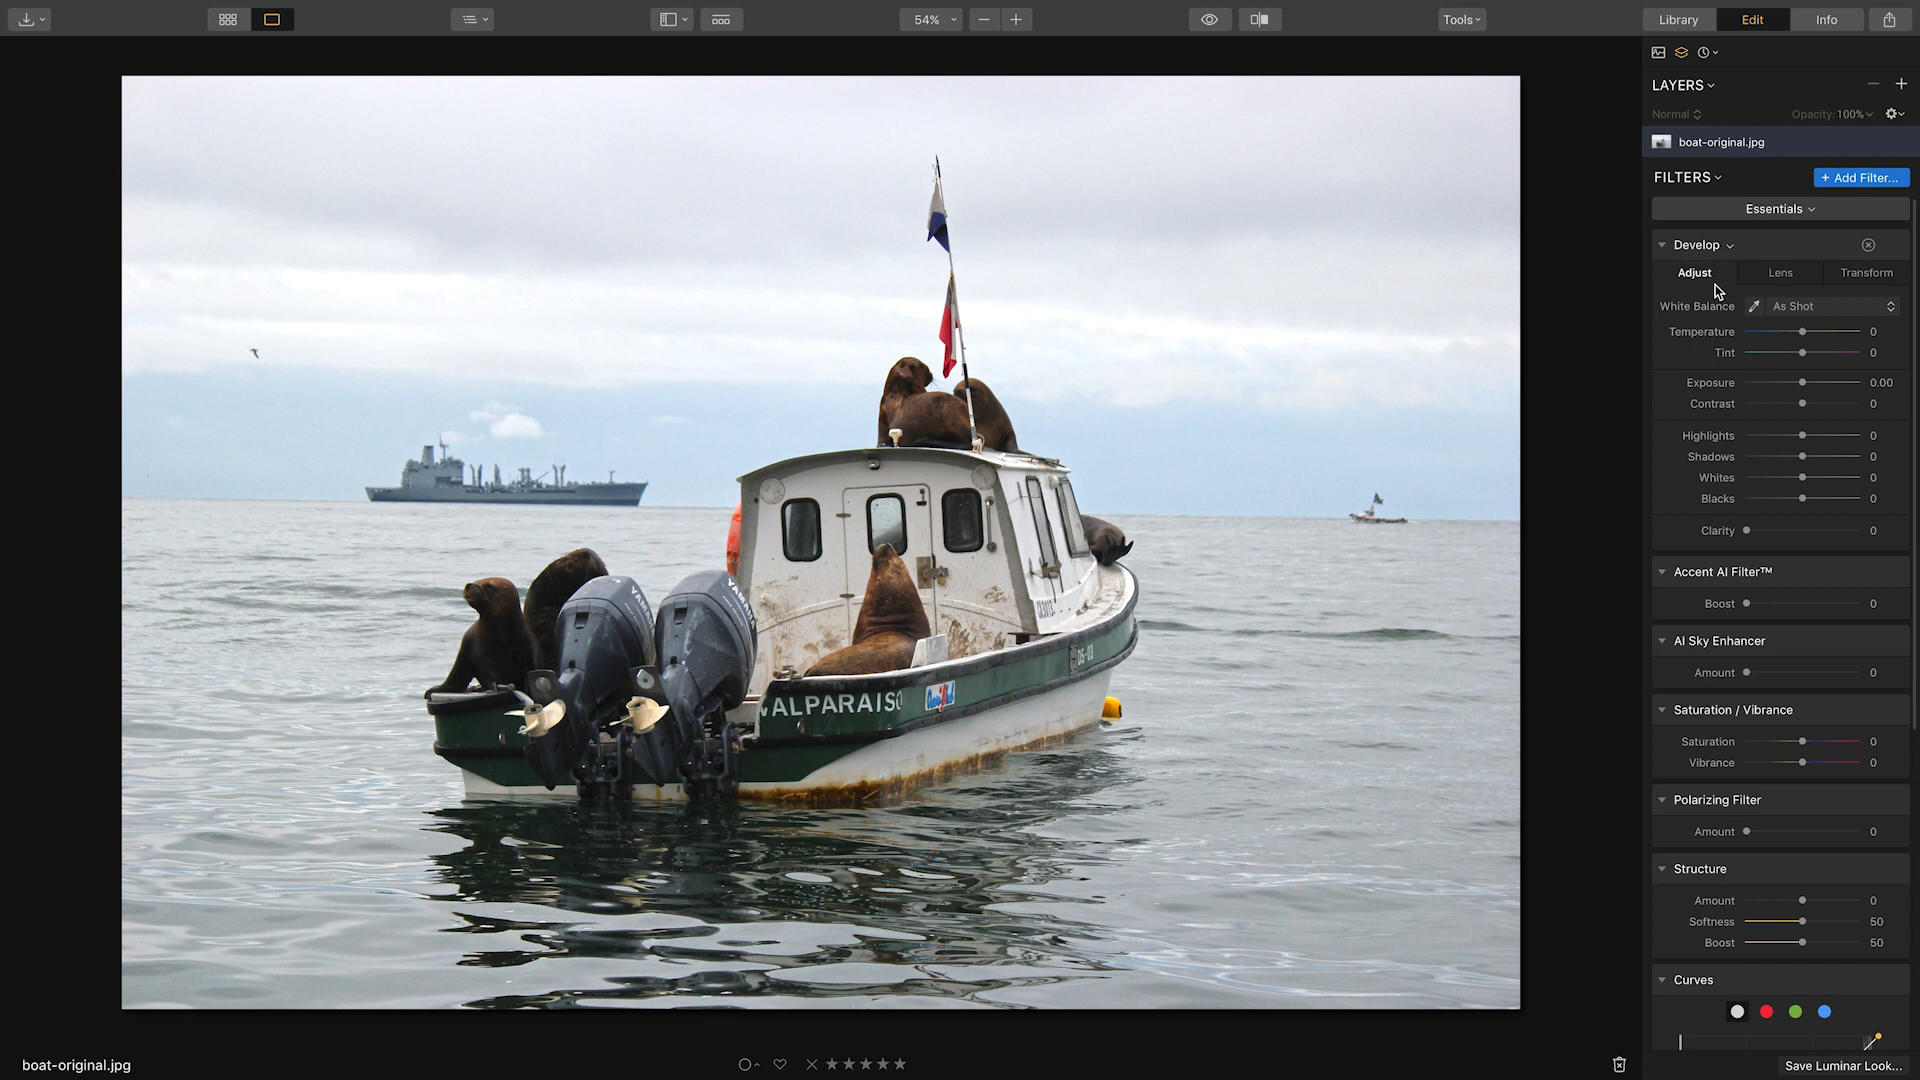 54%
Tools
Library
Edit
Info
LAYERS
Normal
Opacity: 100%
boat-original.jpg
FILTERS
+ Add Filter...
Essentials
Develop
Adjust
Lens
Transform
White Balance
As Shot
Temperature 0
Tint 0
Exposure 0.00
Contrast 0
Highlights 0
Shadows 0
Whites 0
Blacks 0
Clarity 0
Accent AI Filter™
Boost 0
AI Sky Enhancer
Amount 0
Saturation / Vibrance
Saturation 0
Vibrance 0
Polarizing Filter
Amount 0
Structure
Amount 0
Softness 50
Boost 50
Curves
Save Luminar Look...
YAMAHA
YAMAHA
VALPARAISO
boat-original.jpg